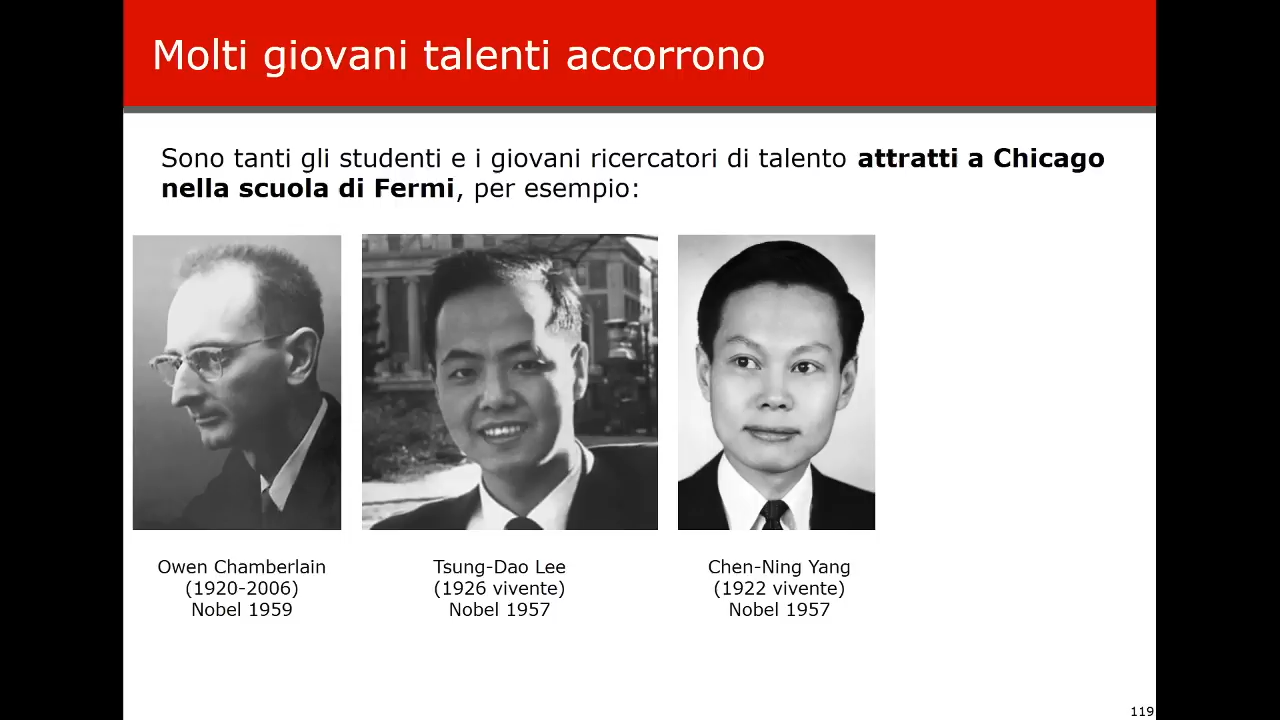 Molti giovani talenti accorrono
Sono tanti gli studenti e i giovani ricercatori di talento attratti a Chicago
nella scuola di Fermi, per esempio:
Owen Chamberlain
(1920-2006)
Nobel 1959
Tsung-Dao Lee
(1926 vivente)
Nobel 1957
Chen-Ning Yang
(1922 vivente)
Nobel 1957
119